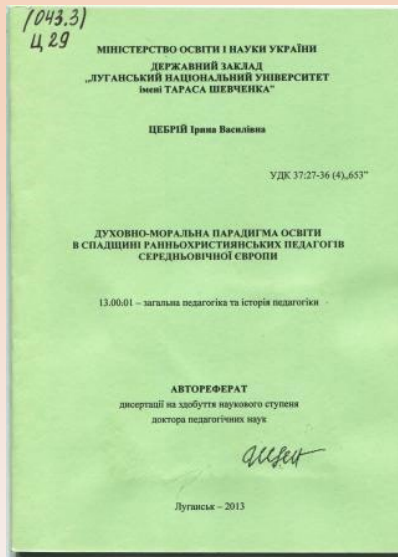 (043.3)
Ц 29
МІНІСТЕРСТВО ОСВІТИ І НАУКИ УКРАЇНИ
ДЕРЖАВНИЙ ЗАКЛАД
„ЛУГАНСЬКИЙ НАЦІОНАЛЬНИЙ УНІВЕРСИТЕТ
імені ТАРАСА ШЕВЧЕНКА”
ЦЕБРІЙ Ірина Василівна
УДК 37:27-36 (4)„653”
ДУХОВНО-МОРАЛЬНА ПАРАДИГМА ОСВІТИ
В СПАДЩИНІ РАННЬОХРИСТИЯНСЬКИХ ПЕДАГОГІВ
СЕРЕДНЬОВІЧНОЇ ЄВРОПИ
13.00.01 – загальна педагогіка та історія педагогіки
АВТОРЕФЕРАТ
дисертації на здобуття наукового ступеня
доктора педагогічних наук
Луганськ – 2013